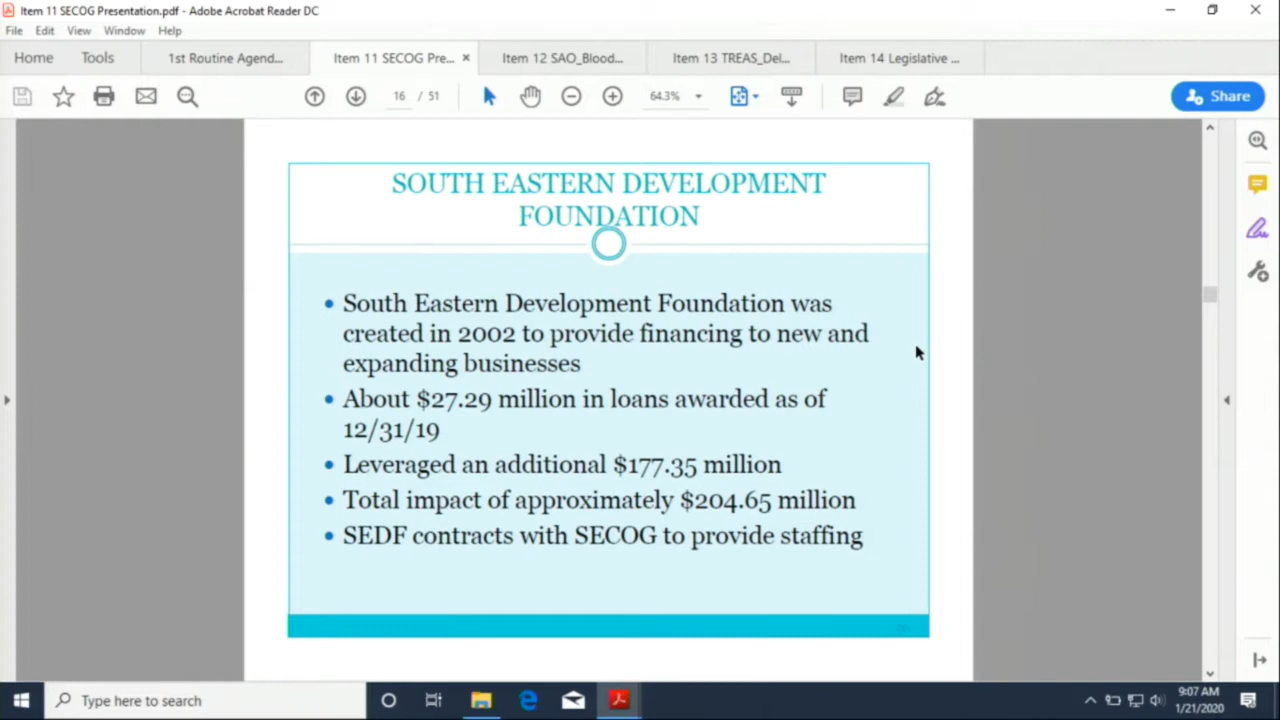 Item 11 SECOG Presentation.pdf - Adobe Acrobat Reader DC
File Edit View Window Help
Home Tools 1st Routine Agend... Item 11 SECOG Pre... Item 12 SAO_Blood... Item 13 TREAS_Del... Item 14 Legislative ...
16 / 51 64.3% Share
SOUTH EASTERN DEVELOPMENT
FOUNDATION
• South Eastern Development Foundation was
created in 2002 to provide financing to new and
expanding businesses
• About $27.29 million in loans awarded as of
12/31/19
• Leveraged an additional $177.35 million
• Total impact of approximately $204.65 million
• SEDF contracts with SECOG to provide staffing
Type here to search
9:07 AM
1/21/2020